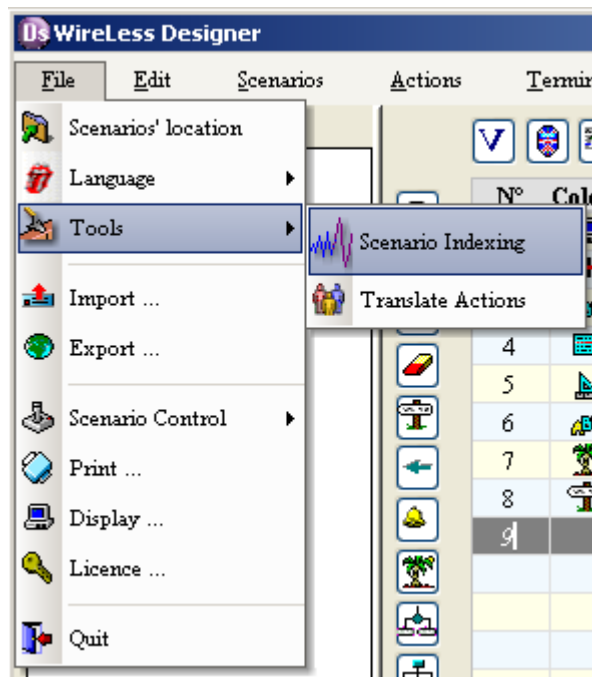 Ds WireLess Designer
File Edit Scenarios Actions
Scenarios' location
V
Language
N°
Tools
Scenario Indexing
Import ...
Translate Actions
Export ...
4
5
Scenario Control
6
Print ...
7
8
Display ...
9
Licence ...
Quit